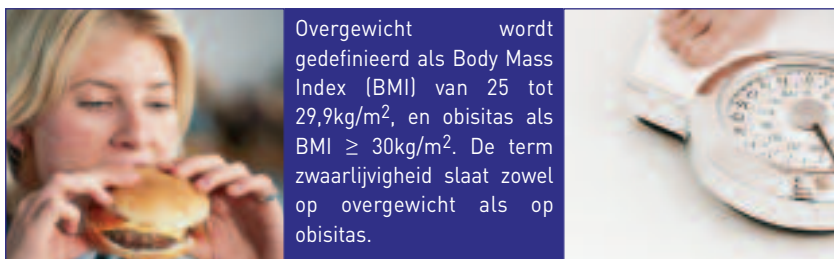 Overgewicht wordt
gedefinieerd als Body Mass
Index (BMI) van 25 tot
29,9kg/m², en obisitas als
BMI ≥ 30kg/m². De term
zwaarlijvigheid slaat zowel
op overgewicht als op
obisitas.